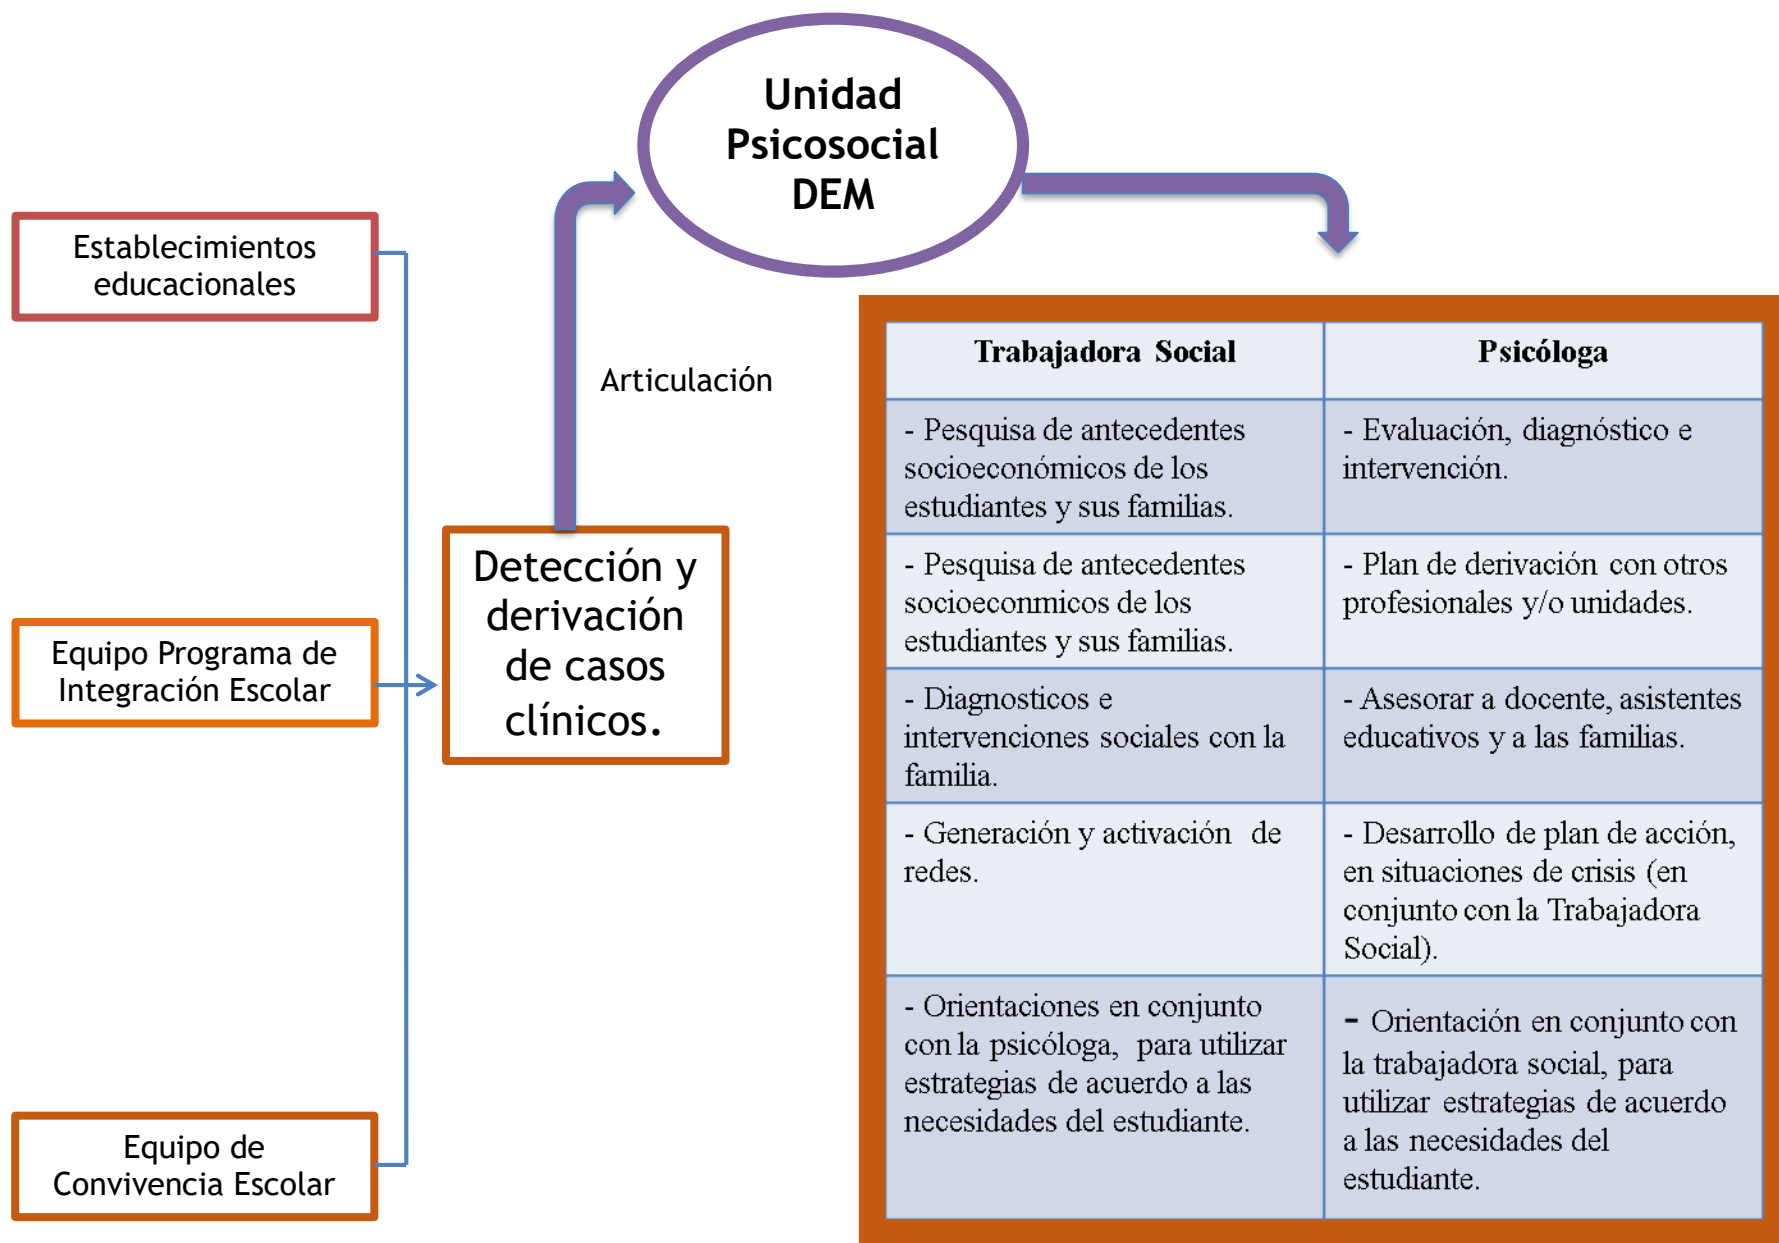 Unidad
Psicosocial
DEM
Establecimientos
educacionales
Articulación
Equipo Programa de
Integración Escolar
Detección y
derivación
de casos
clínicos.
Equipo de
Convivencia Escolar
Trabajadora Social
Psicóloga
- Pesquisa de antecedentes
socioeconómicos de los
estudiantes y sus familias.
- Evaluación, diagnóstico e
intervención.
- Pesquisa de antecedentes
socioeconmicos de los
estudiantes y sus familias.
- Plan de derivación con otros
profesionales y/o unidades.
- Diagnosticos e
intervenciones sociales con la
familia.
- Asesorar a docente, asistentes
educativos y a las familias.
- Generación y activación de
redes.
- Desarrollo de plan de acción,
en situaciones de crisis (en
conjunto con la Trabajadora
Social).
- Orientaciones en conjunto
con la psicóloga, para utilizar
estrategias de acuerdo a las
necesidades del estudiante.
- Orientación en conjunto con
la trabajadora social, para
utilizar estrategias de acuerdo
a las necesidades del
estudiante.